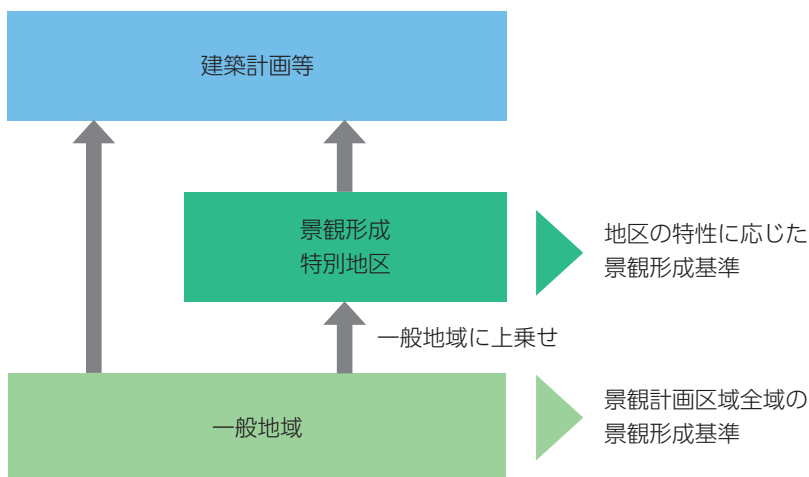 建築計画等
景観形成
特別地区
地区の特性に応じた
景観形成基準
一般地域に上乗せ
一般地域
景観計画区域全域の
景観形成基準